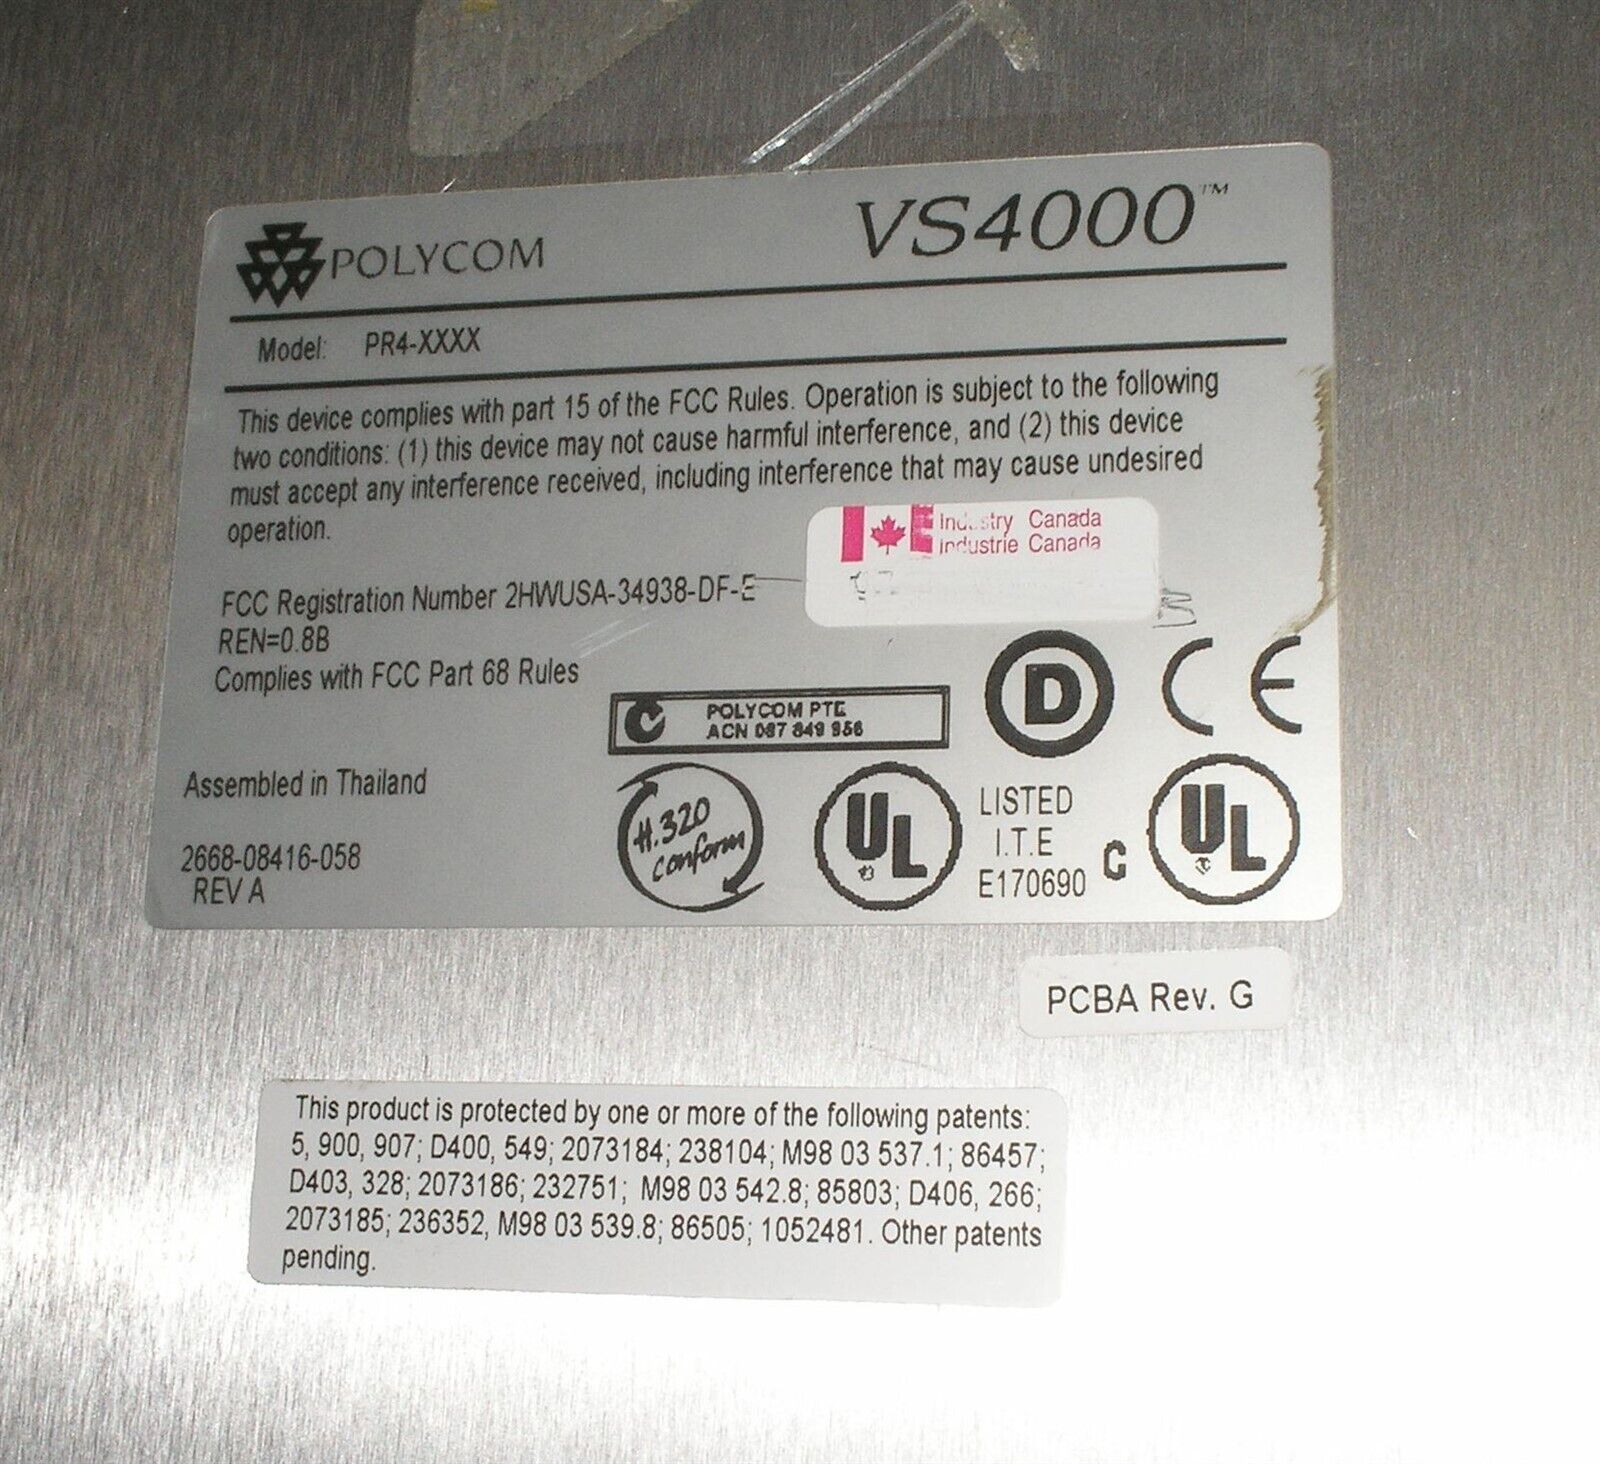 POLYCOM
VS4000™
Model: PR4-XXXX
This device complies with part 15 of the FCC Rules. Operation is subject to the following
two conditions: (1) this device may not cause harmful interference, and (2) this device
must accept any interference received, including interference that may cause undesired
operation.
Industry Canada
Industrie Canada
FCC Registration Number 2HWUSA-34938-DF-E
REN=0.8B
Complies with FCC Part 68 Rules
POLYCOM PTE
ACN 087 849 956
D
CE
Assembled in Thailand
H.320
conform
UL
LISTED
I.T.E
E170690
C
UL
2668-08416-058
REV A
PCBA Rev. G
This product is protected by one or more of the following patents:
5, 900, 907; D400, 549; 2073184; 238104; M98 03 537.1; 86457;
D403, 328; 2073186; 232751; M98 03 542.8; 85803; D406, 266;
2073185; 236352, M98 03 539.8; 86505; 1052481. Other patents
pending.